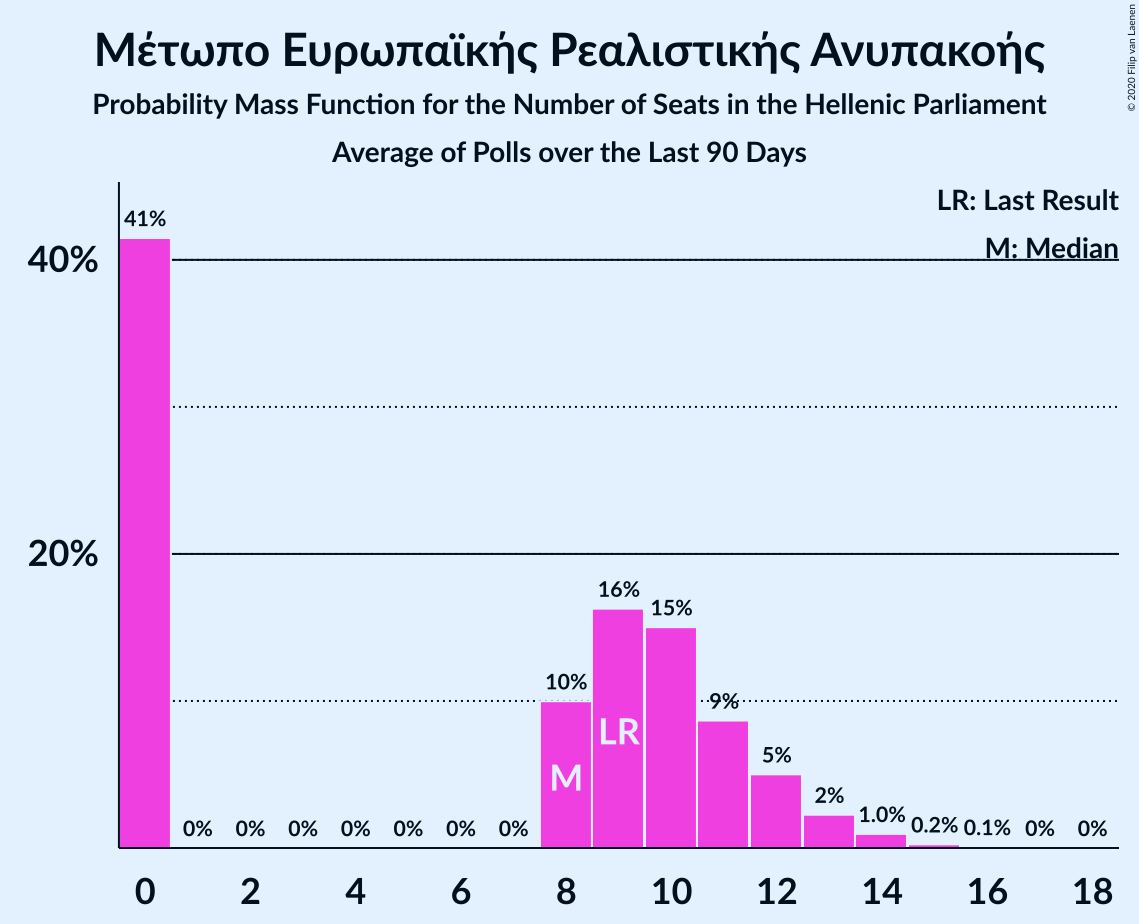 Μέτωπο Ευρωπαϊκής Ρεαλιστικής Ανυπακοής
Probability Mass Function for the Number of Seats in the Hellenic Parliament
Average of Polls over the Last 90 Days
© 2020 Filip van Laenen
LR: Last Result
M: Median
41%
40%
20%
16%
15%
10%
9%
LR
M
5%
2%
1.0%
0.2%
0.1%
0% 0% 0% 0% 0% 0% 0% 0% 0%
0 2 4 6 8 10 12 14 16 18